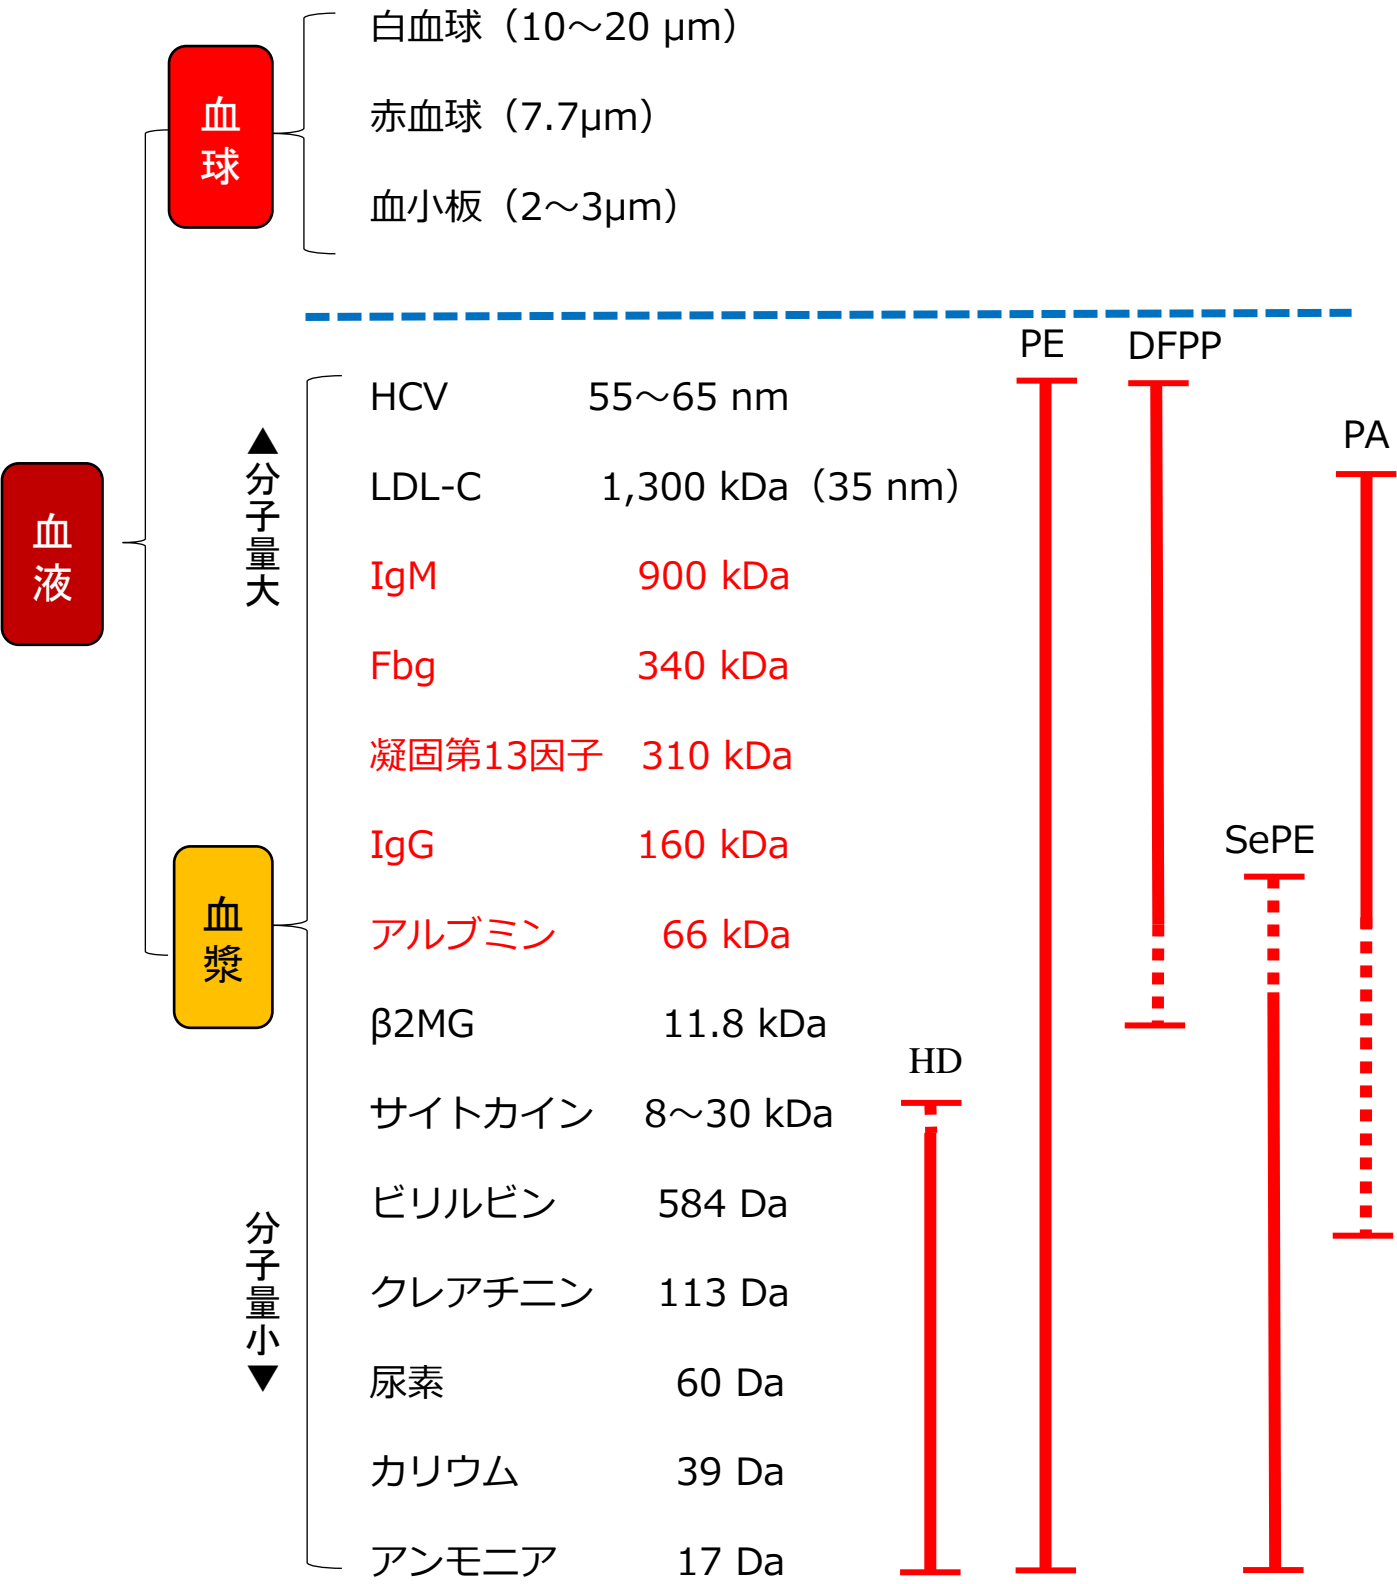 白血球（10～20 μm）
血球
赤血球（7.7μm）
血小板（2～3μm）
PE
DFPP
HCV 55～65 nm
PA
▲分子量大
LDL-C 1,300 kDa（35 nm）
血液
IgM 900 kDa
Fbg 340 kDa
凝固第13因子 310 kDa
IgG 160 kDa
SePE
血漿
アルブミン 66 kDa
β2MG 11.8 kDa
HD
サイトカイン 8～30 kDa
ビリルビン 584 Da
分子量小▼
クレアチニン 113 Da
尿素 60 Da
カリウム 39 Da
アンモニア 17 Da